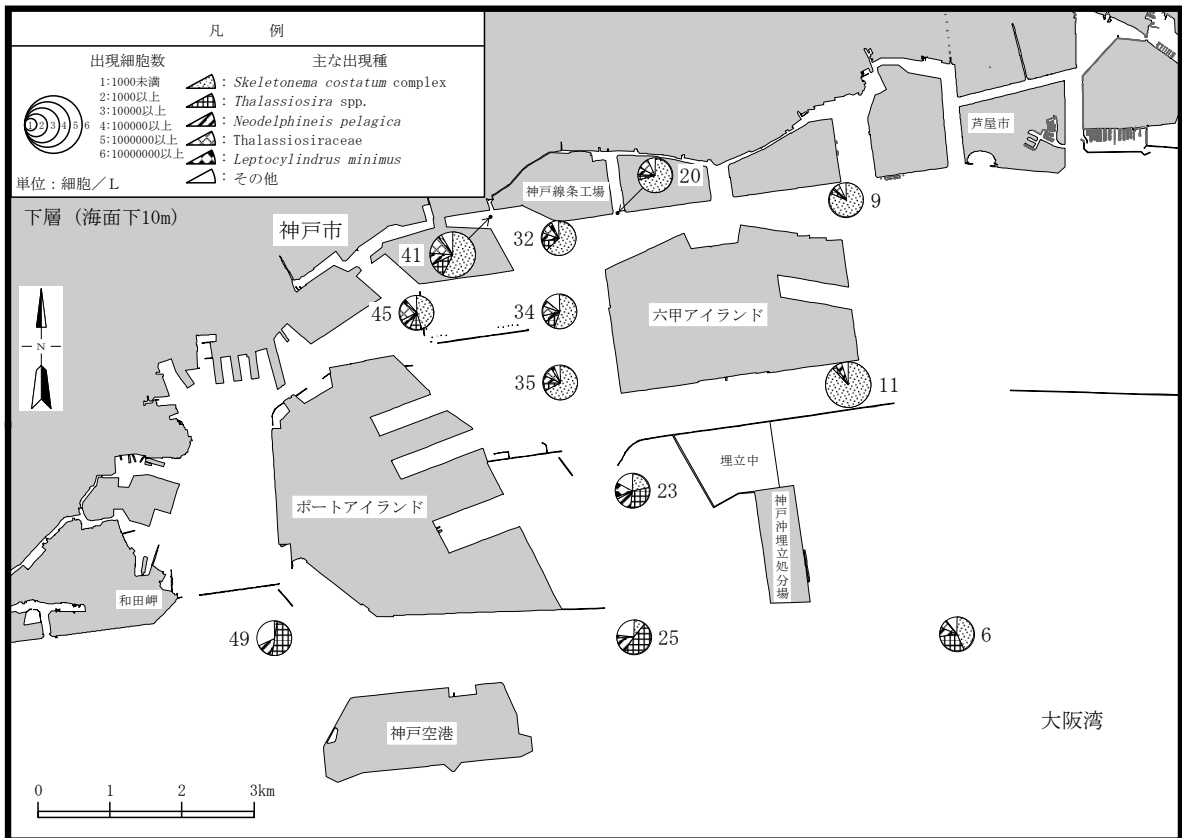 凡 例
出現細胞数
主な出現種
1:1000未満
2:1000以上
3:10000以上
4:100000以上
5:1000000以上
6:10000000以上
1 2 3 4 5 6
: Skeletonema costatum complex
: Thalassiosira spp.
: Neodelphineis pelagica
: Thalassiosiraceae
: Leptocylindrus minimus
: その他
単位：細胞／L
下層 (海面下10m)
神戸市
神戸線条工場
芦屋市
20
9
32
41
45
34
六甲アイランド
N
35
11
埋立中
23
ポートアイランド
神戸沖埋立処分場
和田岬
49
25
6
神戸空港
大阪湾
0 1 2 3km